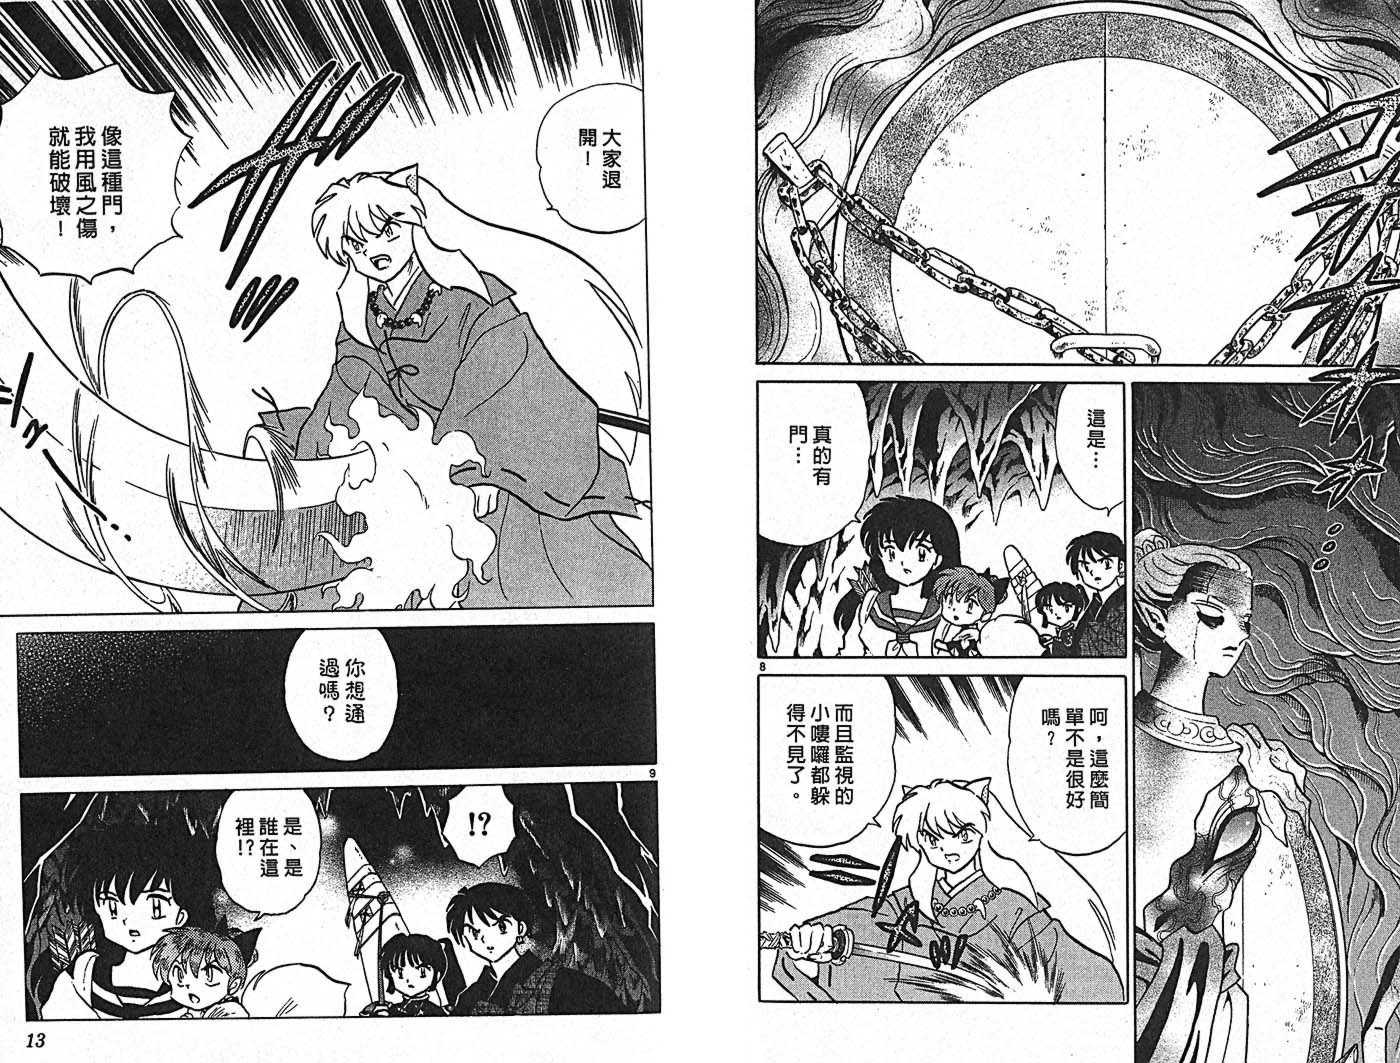 這是⋯
真的有
門⋯
8
呵，這麼簡
單不是很好
嗎？
而且監視的
小嘍囉都躲
得不見了。
大家退
開！
像這種門，
我用風之傷
就能破壞！
你想通
過嗎？
9
!?
是、是
誰在這
裡!?
13